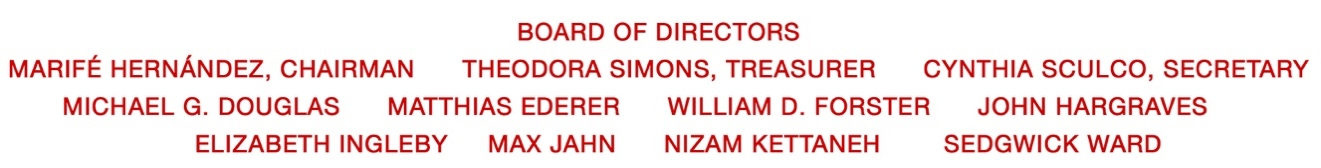 BOARD OF DIRECTORS
MARIFÉ HERNÁNDEZ, CHAIRMAN THEODORA SIMONS, TREASURER CYNTHIA SCULCO, SECRETARY
MICHAEL G. DOUGLAS MATTHIAS EDERER WILLIAM D. FORSTER JOHN HARGRAVES
ELIZABETH INGLEBY MAX JAHN NIZAM KETTANEH SEDGWICK WARD